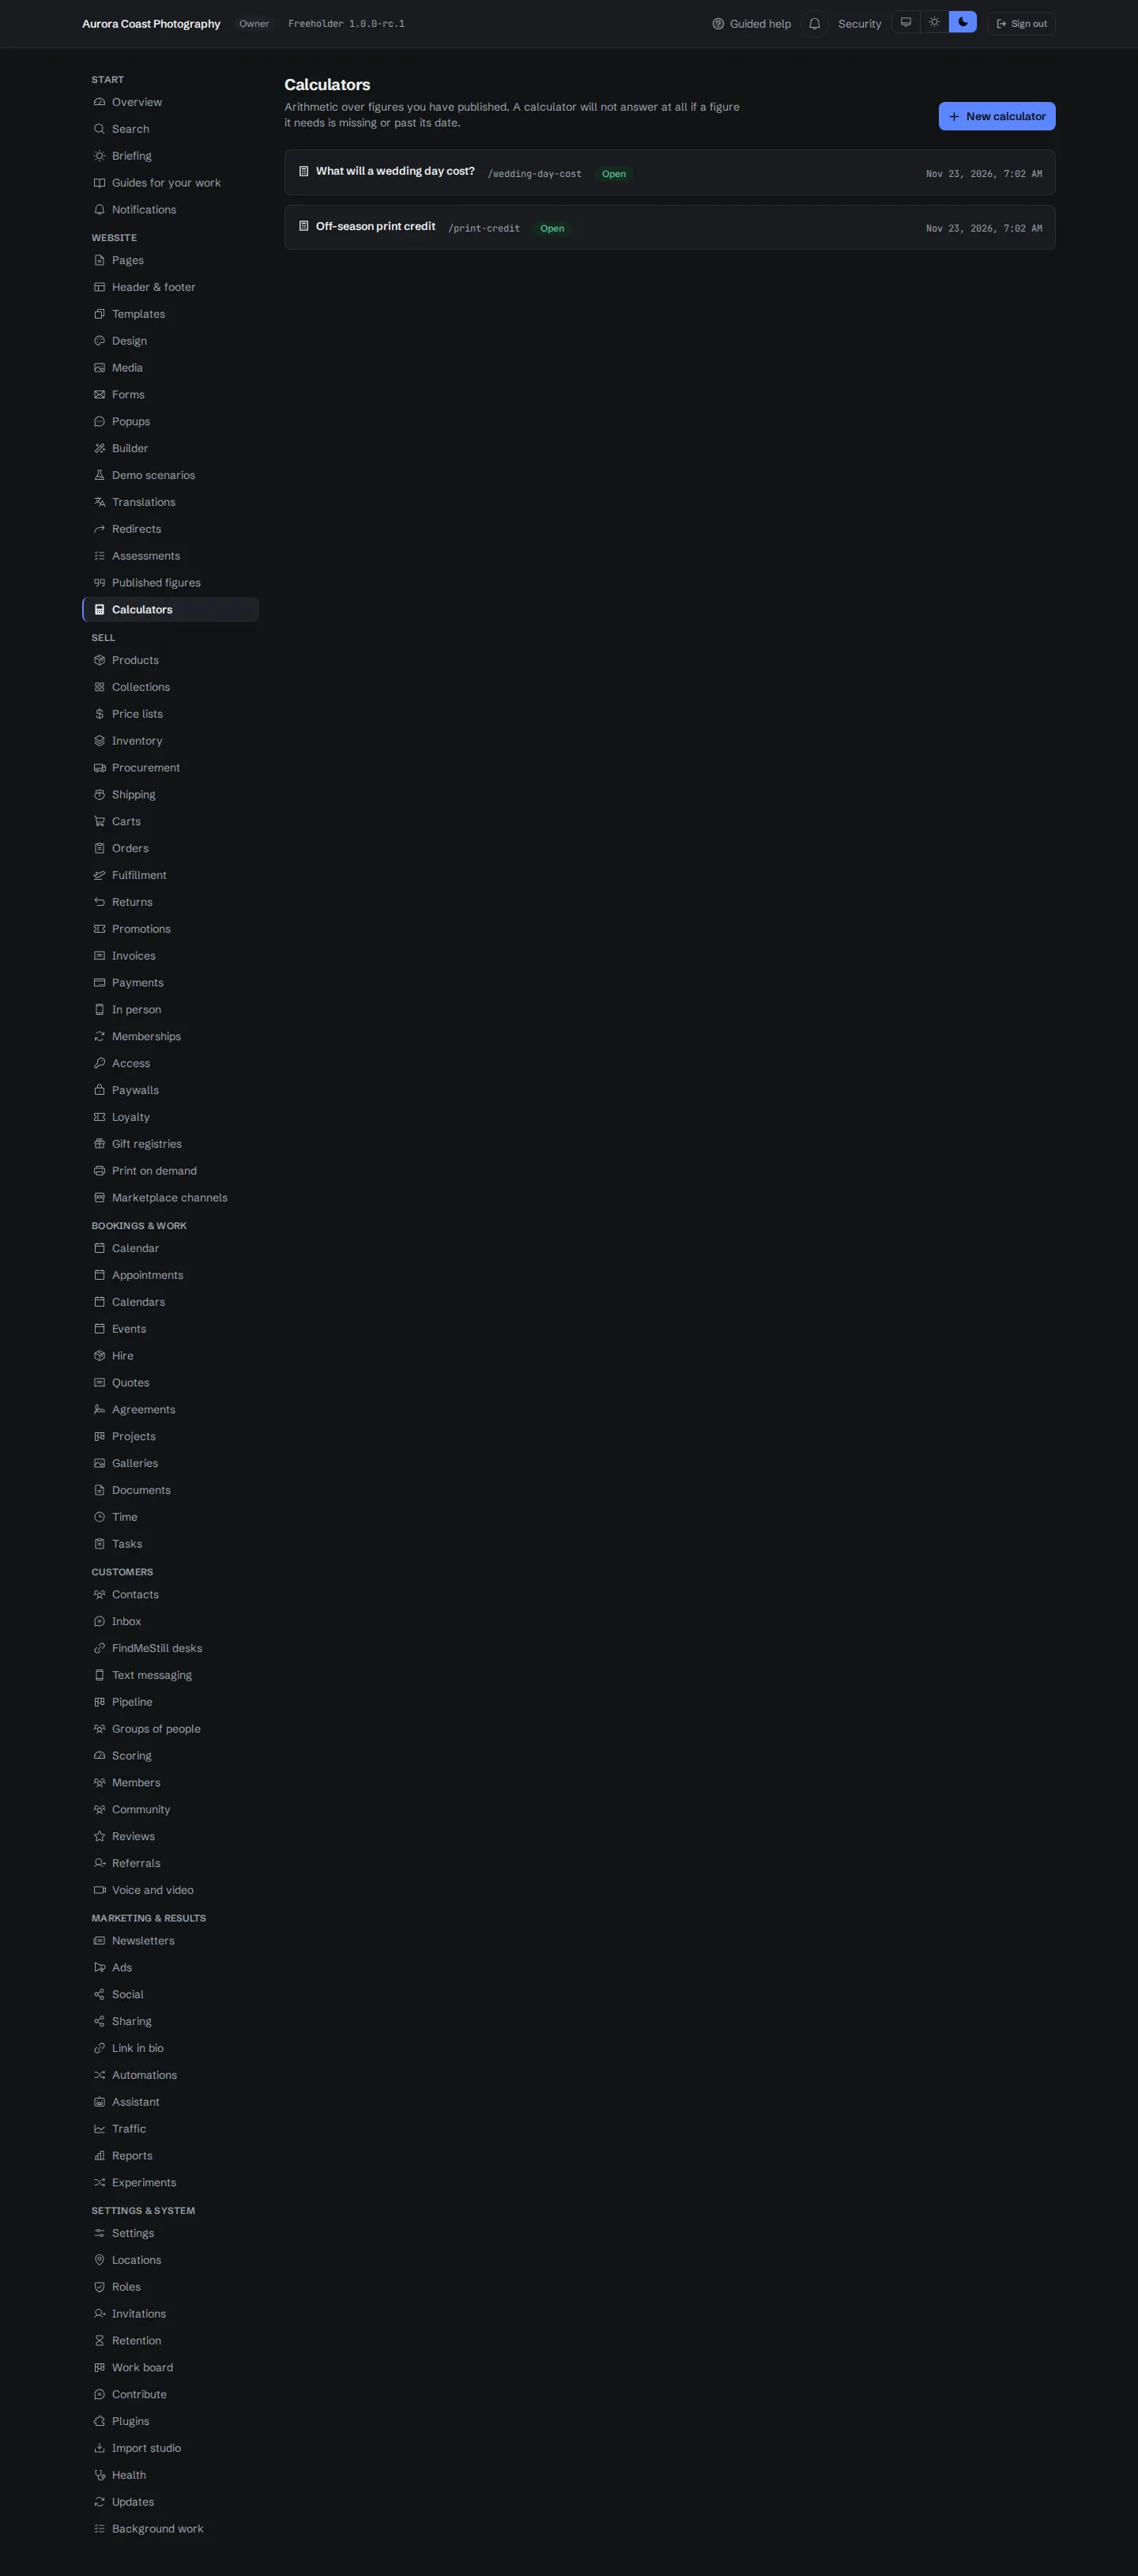 Aurora Coast Photography Owner Freeholder 1.0.0-rc.1 Guided help Security Sign out
START
Overview
Search
Briefing
Guides for your work
Notifications
WEBSITE
Pages
Header & footer
Templates
Design
Media
Forms
Popups
Builder
Demo scenarios
Translations
Redirects
Assessments
Published figures
Calculators
SELL
Products
Collections
Price lists
Inventory
Procurement
Shipping
Carts
Orders
Fulfillment
Returns
Promotions
Invoices
Payments
In person
Memberships
Access
Paywalls
Loyalty
Gift registries
Print on demand
Marketplace channels
BOOKINGS & WORK
Calendar
Appointments
Calendars
Events
Hire
Quotes
Agreements
Projects
Galleries
Documents
Time
Tasks
CUSTOMERS
Contacts
Inbox
FindMeStill desks
Text messaging
Pipeline
Groups of people
Scoring
Members
Community
Reviews
Referrals
Voice and video
MARKETING & RESULTS
Newsletters
Ads
Social
Sharing
Link in bio
Automations
Assistant
Traffic
Reports
Experiments
SETTINGS & SYSTEM
Settings
Locations
Roles
Invitations
Retention
Work board
Contribute
Plugins
Import studio
Health
Updates
Background work
Calculators
Arithmetic over figures you have published. A calculator will not answer at all if a figure
it needs is missing or past its date.
New calculator
What will a wedding day cost? /wedding-day-cost Open Nov 23, 2026, 7:02 AM
Off-season print credit /print-credit Open Nov 23, 2026, 7:02 AM